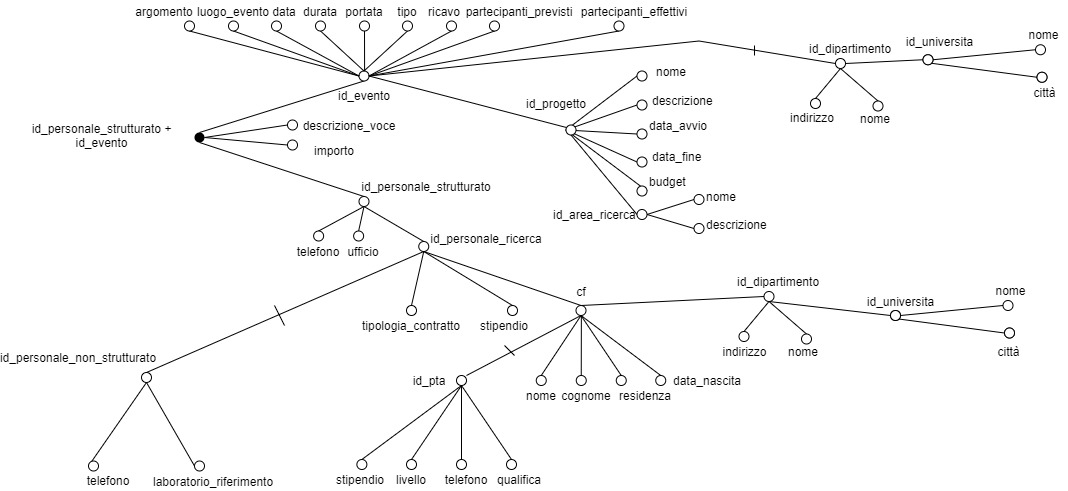 argomento luogo_evento data durata portata tipo ricavo partecipanti_previsti partecipanti_effettivi
nome
id_universita
id_dipartimento
città
indirizzo
nome
id_evento
nome
id_progetto
descrizione
data_avvio
data_fine
budget
id_area_ricerca
nome
descrizione
id_personale_strutturato +
id_evento
descrizione_voce
importo
id_personale_strutturato
telefono ufficio
id_personale_ricerca
tipologia_contratto stipendio
cf
id_dipartimento
nome
id_universita
città
indirizzo
nome
id_personale_non_strutturato
id_pta
data_nascita
nome cognome residenza
telefono laboratorio_riferimento
stipendio livello telefono qualifica